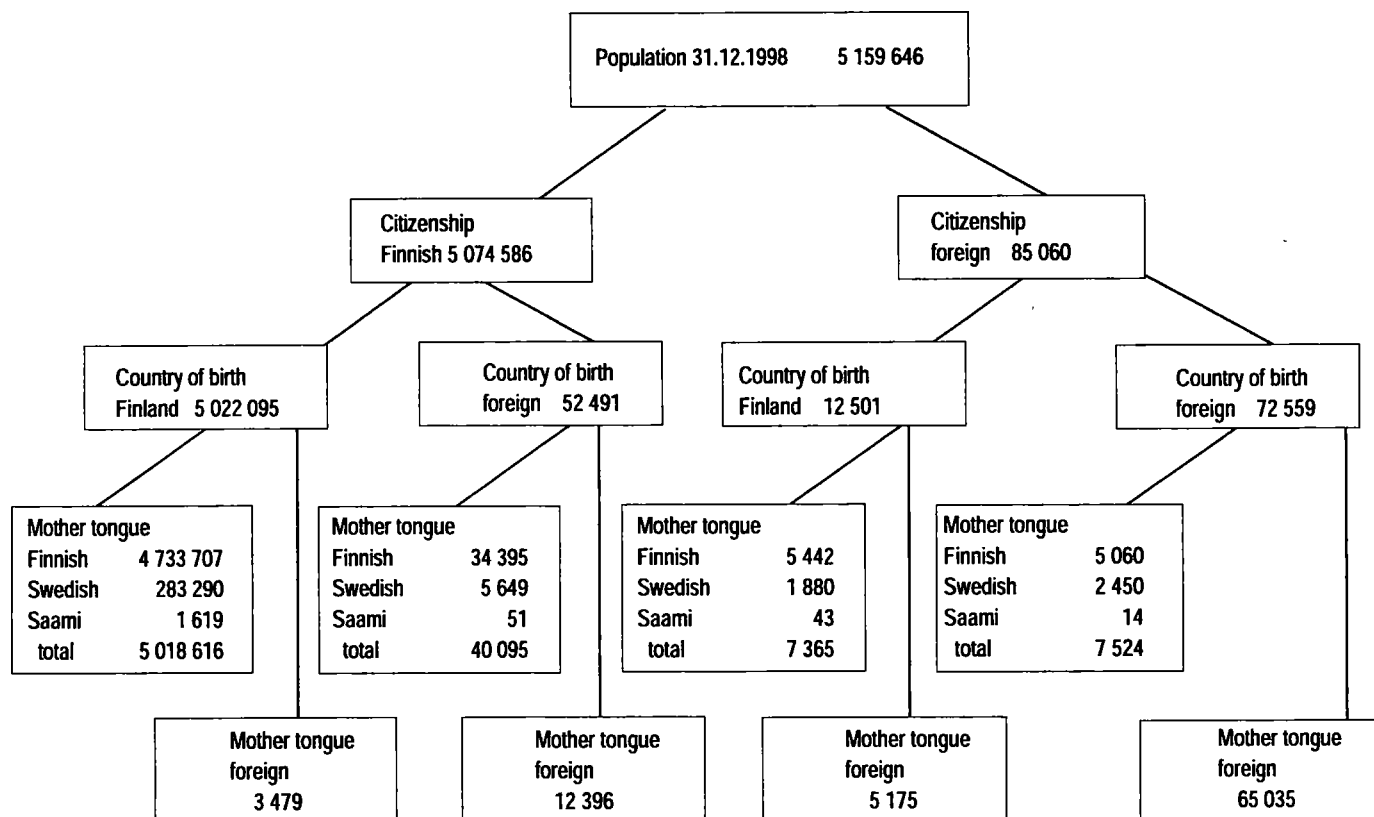 Population 31.12.1998 5 159 646
Citizenship
Finnish 5 074 586
Citizenship
foreign 85 060
Country of birth
Finland 5 022 095
Country of birth
foreign 52 491
Country of birth
Finland 12 501
Country of birth
foreign 72 559
Mother tongue
Finnish 4 733 707
Swedish 283 290
Saami 1 619
total 5 018 616
Mother tongue
Finnish 34 395
Swedish 5 649
Saami 51
total 40 095
Mother tongue
Finnish 5 442
Swedish 1 880
Saami 43
total 7 365
Mother tongue
Finnish 5 060
Swedish 2 450
Saami 14
total 7 524
Mother tongue
foreign
3 479
Mother tongue
foreign
12 396
Mother tongue
foreign
5 175
Mother tongue
foreign
65 035